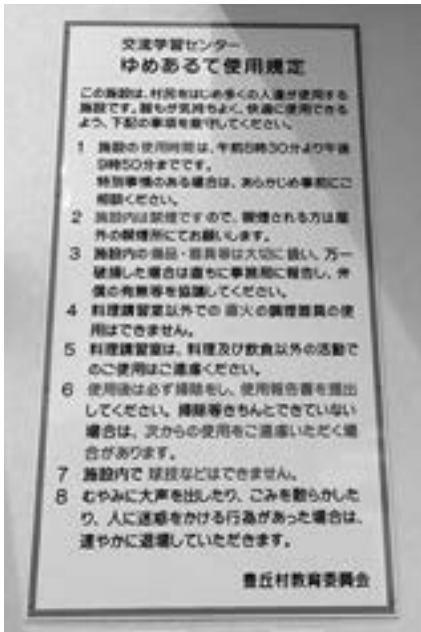 交流学習センター
ゆめあるて使用規定
この施設は、村民をはじめ多くの人達が使用する
施設です。誰もが気持ちよく、快適に使用できる
よう、下記の事項を厳守してください。
1 施設の使用時間は、午前8時30分より午後
9時50分までです。
特別事情のある場合は、あらかじめ事前にご
相談ください。
2 施設内は禁煙ですので、喫煙される方は屋
外の喫煙所にてお願いします。
3 施設内の備品・器具等は大切に扱い、万一
破損した場合は直ちに事務局に報告し、弁
償の有無等を協議してください。
4 料理講習室以外での直火の調理器具の使
用はできません。
5 料理講習室は、料理及び飲食以外の活動で
のご使用はご遠慮ください。
6 使用後は必ず掃除をし、使用報告書を提出
してください。掃除等きちんとできていない
場合は、次からの使用をご遠慮いただく場
合があります。
7 施設内で球技などはできません。
8 むやみに大声を出したり、ごみを散らかした
り、人に迷惑をかける行為があった場合は、
速やかに退場していただきます。
豊丘村教育委員会